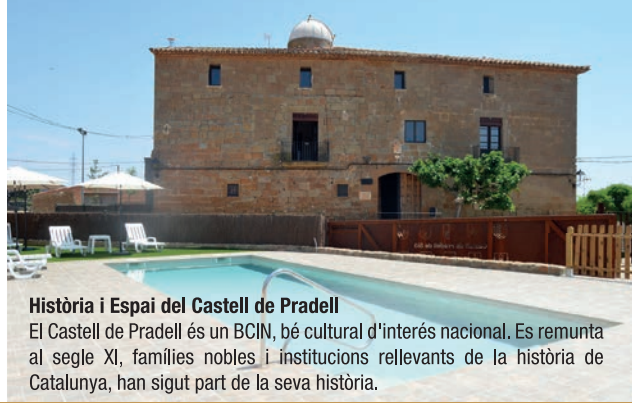 Història i Espai del Castell de Pradell
El Castell de Pradell és un BCIN, bé cultural d'interés nacional. Es remunta
al segle XI, famílies nobles i institucions rellevants de la història de
Catalunya, han sigut part de la seva història.